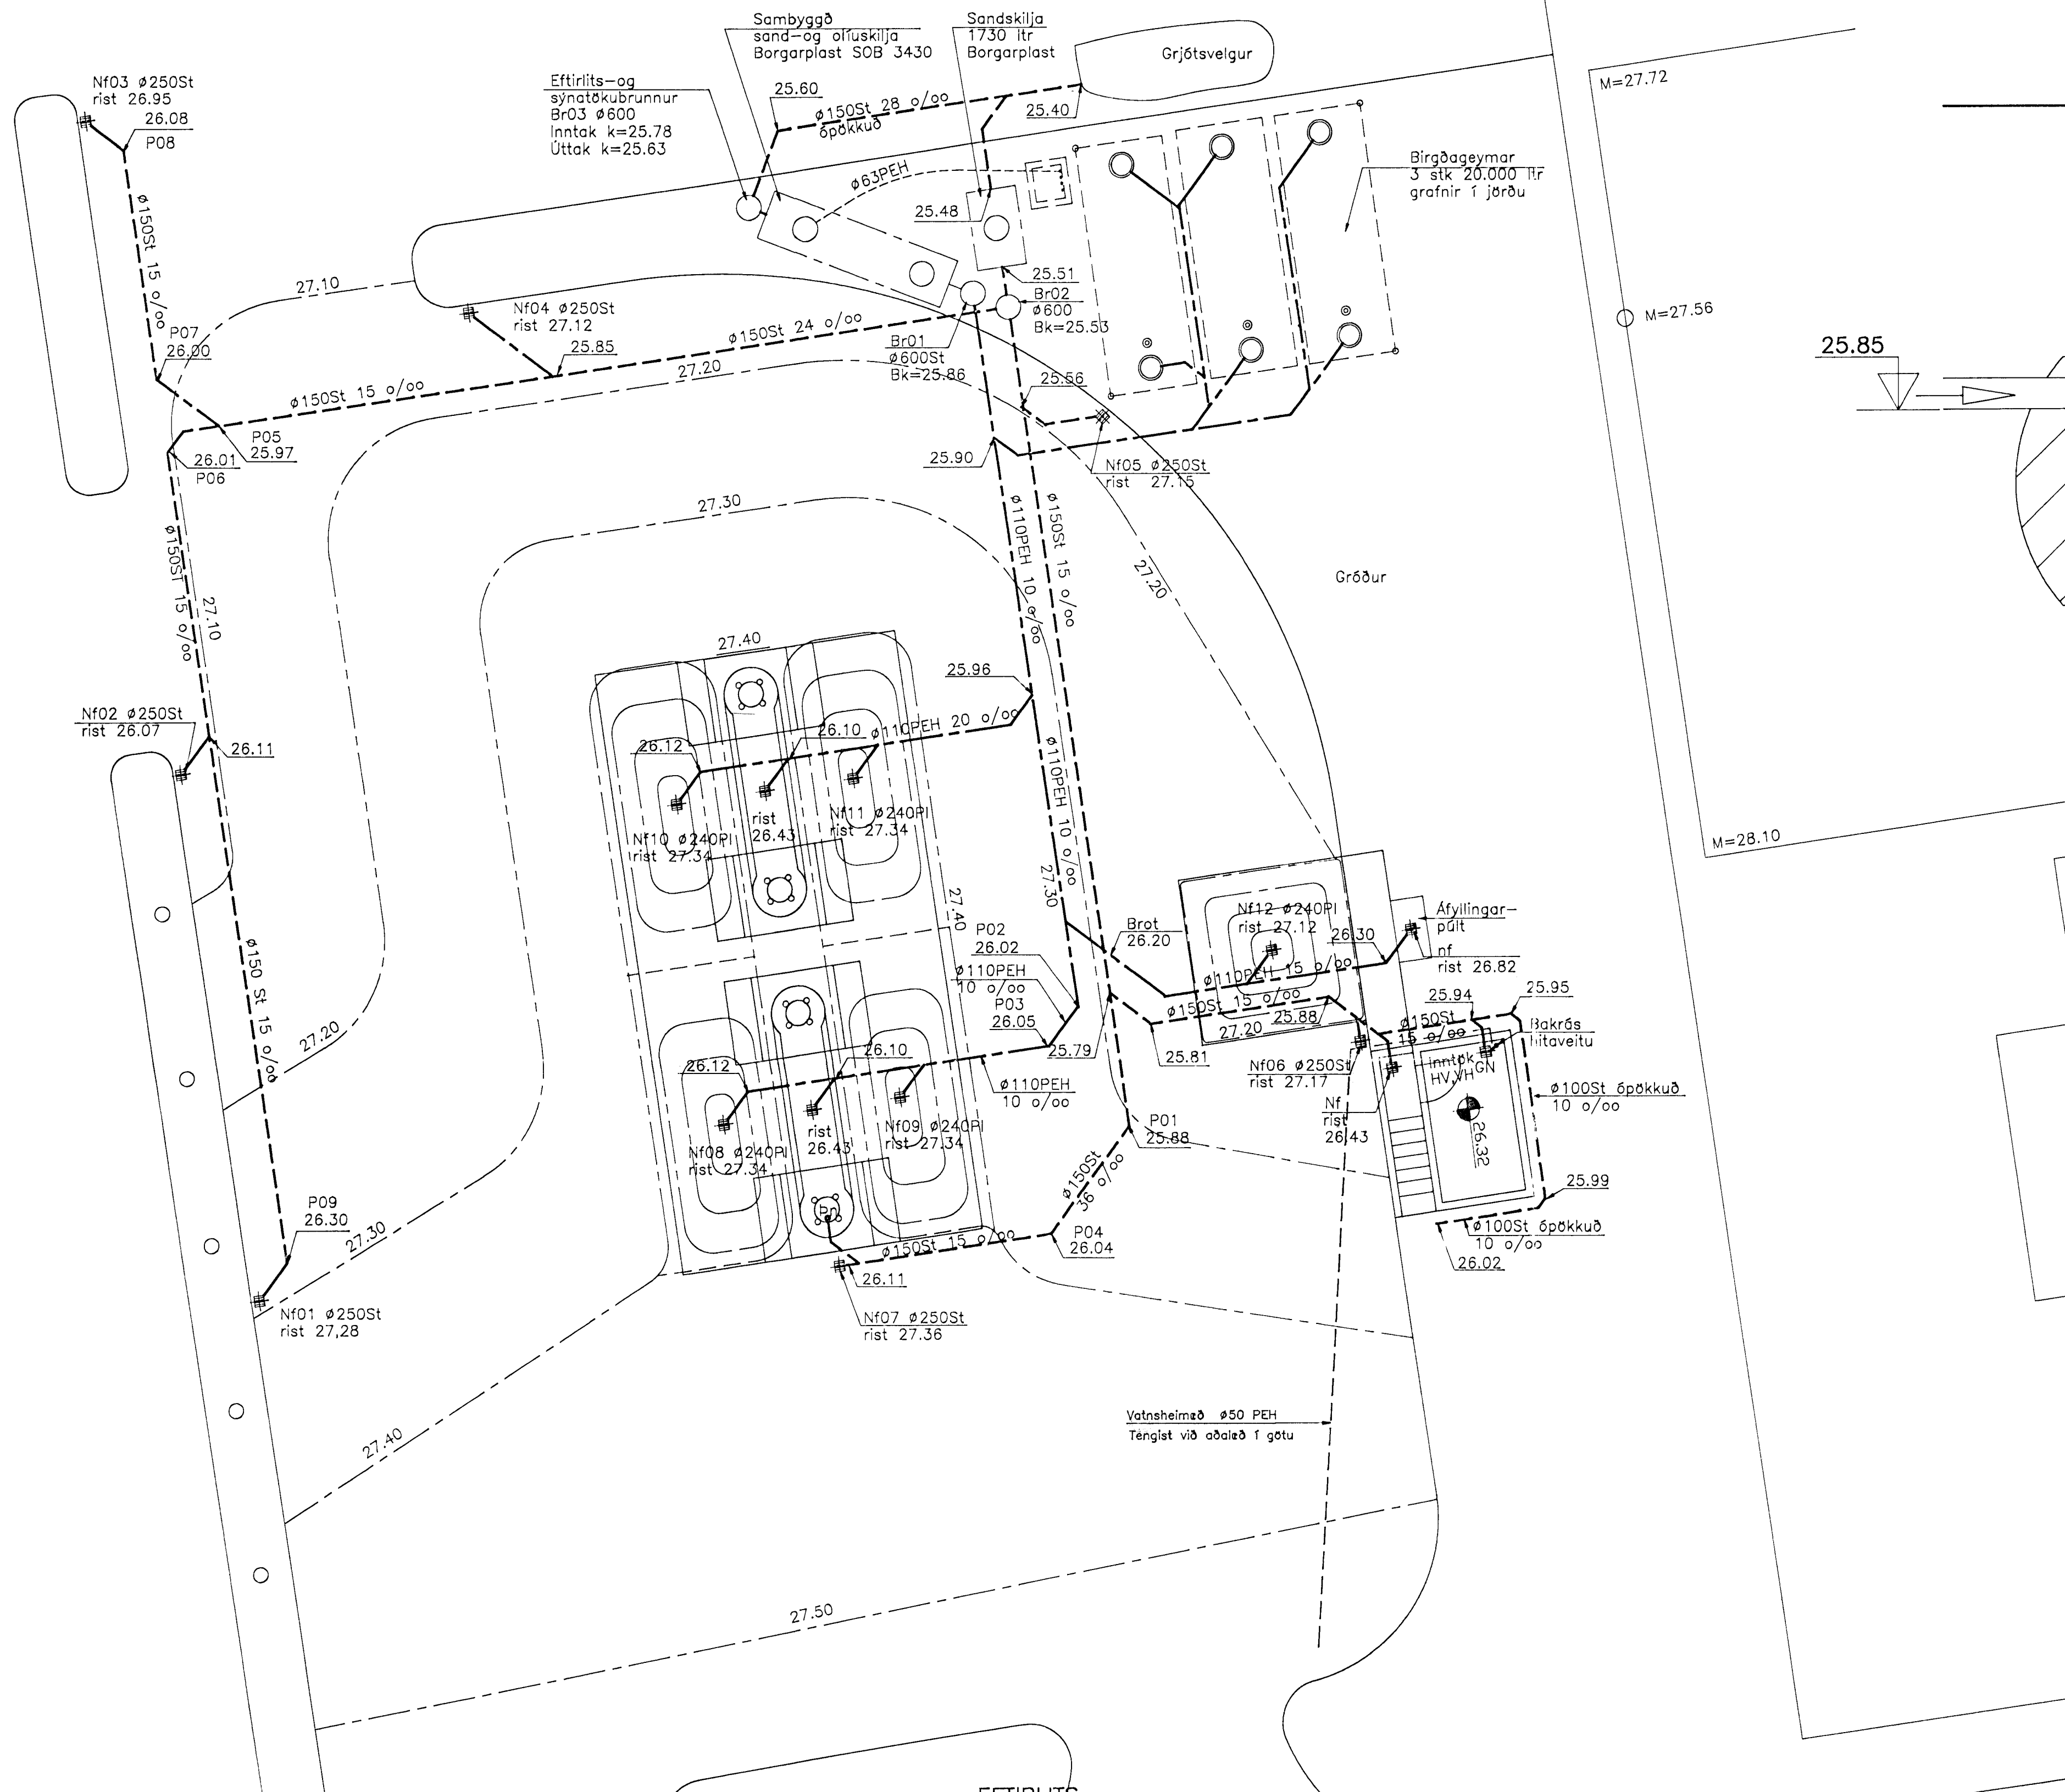 Sambyggð
sand-og olíuskilja
Borgarplast SOB 3430
Sandskilja
1730 ltr
Borgarplast
Grjótsvelgur
Eftirlits-og
sýnatökubrunnur
Br03 ø600
Inntak k=25.78
Úttak k=25.63
25.60
ø150St 28 o/oo
ópökkuð
25.40
M=27.72
Nf03 ø250St
rist 26.95
26.08
P08
Birgðageymar
3 stk 20.000 ltr
grafnir í jörðu
ø63PEH
25.48
ø150St 15 o/oo
25.51
Br02
ø600
Bk=25.53
27.10
Nf04 ø250St
rist 27.12
M=27.56
P07
26.00
25.85
ø150St 24 o/oo
Br01
ø600St
Bk=25.86
25.85
27.20
25.56
ø150St 15 o/oo
P05
25.97
26.01
P06
25.90
Nf05 ø250St
rist 27.15
27.30
ø110PEH 10 o/oo
ø150St 15 o/oo
ø150ST 15 o/oo
27.10
27.20
Gróður
27.40
25.96
Nf02 ø250St
rist 26.07
26.11
26.12
26.10
ø110PEH 20 o/oo
ø110PEH 10 o/oo
rist
26.43
Nf11 ø240Pl
rist 27.34
Nf10 ø240Pl
rist 27.34
M=28.10
27.30
27.40
P02
26.02
Brot
26.20
Nf12 ø240Pl
rist 27.12
26.30
Áfyllingar-
púlt
nf
rist 26.82
ø110PEH
10 o/oo
ø110PEH 15 o/oo
P03
26.05
ø150St 15 o/oo
25.88
25.94
25.95
ø150 St 15 o/oo
27.20
27.20
ø150St
15 o/oo
Bakrás
hitaveitu
25.79
25.81
26.12
26.10
Nf06 ø250St
rist 27.17
Inntök
HV,VH
GN
ø110PEH
10 o/oo
ø100St ópökkuð
10 o/oo
Nf
rist
26.43
26.32
P01
25.88
rist
26.43
Nf09 ø240Pl
rist 27.34
Nf08 ø240Pl
rist 27.34
ø150St
36 o/oo
25.99
P09
26.30
27.30
Þn
ø150St 15 o/oo
P04
26.04
ø100St ópökkuð
10 o/oo
26.02
26.11
Nf01 ø250St
rist 27,28
Nf07 ø250St
rist 27.36
27.40
Vatnsheimæð ø50 PEH
Tengist við aðalæð í götu
27.50